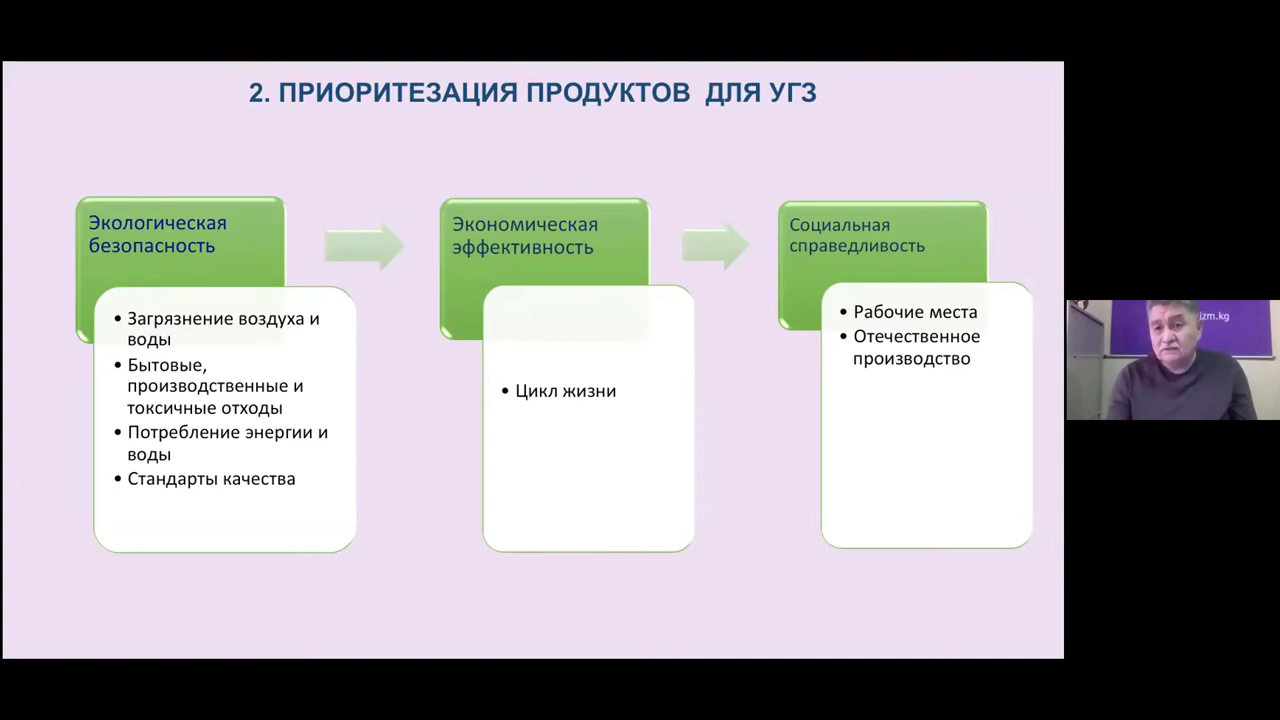 2. ПРИОРИТЕЗАЦИЯ ПРОДУКТОВ ДЛЯ УГЗ
Экологическая
безопасность
• Загрязнение воздуха и
воды
• Бытовые,
производственные и
токсичные отходы
• Потребление энергии и
воды
• Стандарты качества
Экономическая
эффективность
• Цикл жизни
Социальная
справедливость
• Рабочие места
• Отечественное
производство
izm.kg